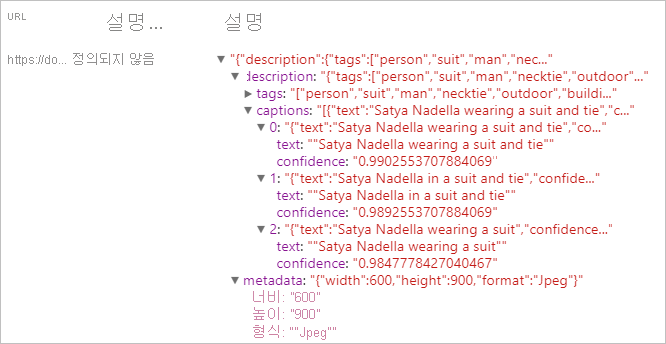 URL 설명... 설명
https://do... 정의되지 않음 "{"description":{"tags":["person","suit","man","nec...
description: "{"tags":["person","suit","man","necktie","outdoor"...
tags: "["person","suit","man","necktie","outdoor","buildi...
captions: "[{"text":"Satya Nadella wearing a suit and tie","c...
0: "{"text":"Satya Nadella wearing a suit and tie","co...
text: ""Satya Nadella wearing a suit and tie""
confidence: "0.9902553707884069"
1: "{"text":"Satya Nadella in a suit and tie","confide...
text: ""Satya Nadella in a suit and tie""
confidence: "0.9892553707884069"
2: "{"text":"Satya Nadella wearing a suit","confidence...
text: ""Satya Nadella wearing a suit""
confidence: "0.9847778427040467"
metadata: "{"width":600,"height":900,"format":"Jpeg"}"
너비: "600"
높이: "900"
형식: ""Jpeg""